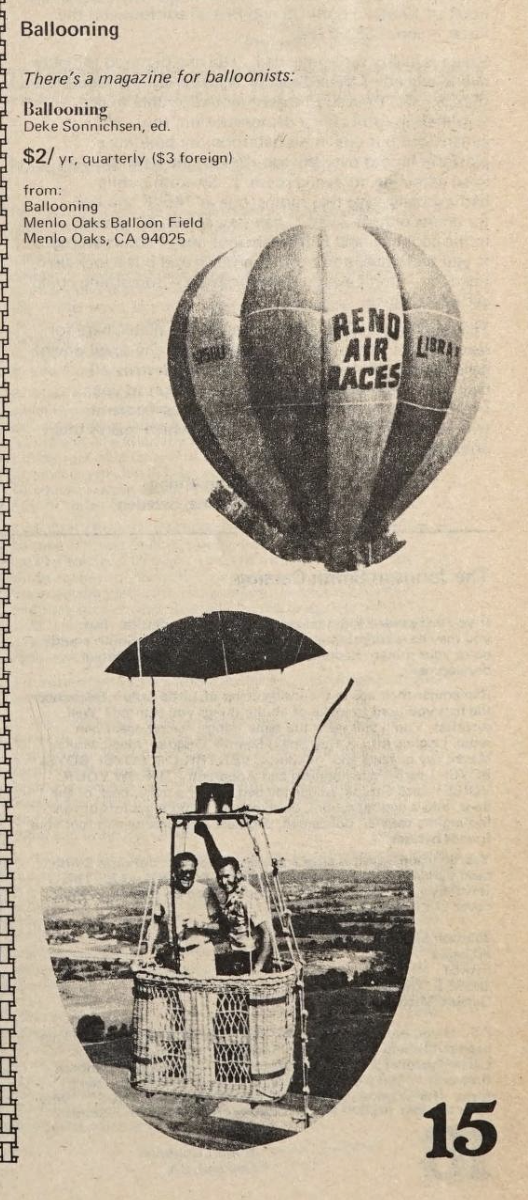 Ballooning
There's a magazine for balloonists:
Ballooning
Deke Sonnichsen, ed.
$2/ yr, quarterly ($3 foreign)
from:
Ballooning
Menlo Oaks Balloon Field
Menlo Oaks, CA 94025
RENO
AIR
RACES
LIBRA
15